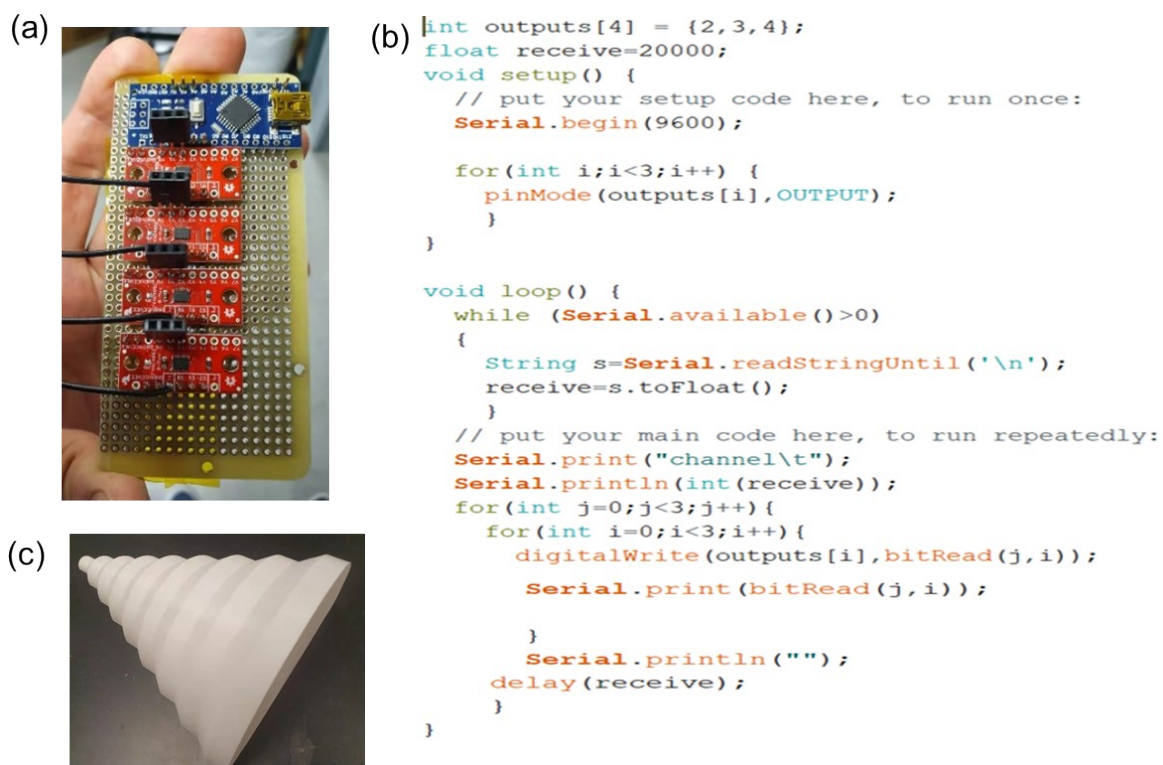 (a)
(b)
int outputs[4] = {2,3,4};
float receive=20000;
void setup() {
// put your setup code here, to run once:
Serial.begin(9600);
for(int i;i<3;i++) {
pinMode(outputs[i],OUTPUT);
}
}
void loop() {
while (Serial.available()>0)
{
String s=Serial.readStringUntil('\n');
receive=s.toFloat();
}
// put your main code here, to run repeatedly:
Serial.print("channel\t");
Serial.println(int(receive));
for(int j=0;j<3;j++){
for(int i=0;i<3;i++){
digitalWrite(outputs[i],bitRead(j,i));
Serial.print(bitRead(j,i));
}
Serial.println("");
delay(receive);
}
}
(c)